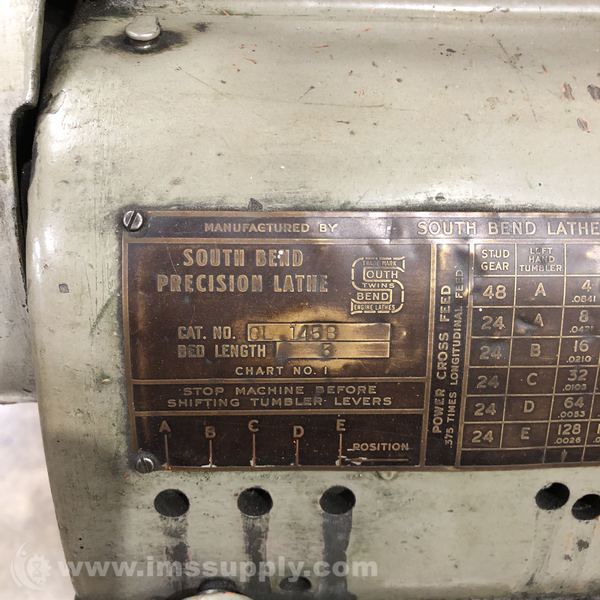 MANUFACTURED BY SOUTH BEND LATHE
SOUTH BEND
PRECISION LATHE
TRADE MARK
SOUTH
TWINS
BEND
ENGINE LATHES
CAT. NO. CL 145B
BED LENGTH 3
CHART NO. 1
STOP MACHINE BEFORE
SHIFTING TUMBLER LEVERS
A B C D E POSITION
POWER CROSS FEED
.375 TIMES LONGITUDINAL FEED
STUD GEAR LEFT HAND TUMBLER
48 A 4 .0841
24 A 8 .0421
24 B 16 .0210
24 C 32 .0105
24 D 64 .0053
24 E 128 .0026
www.imssupply.com